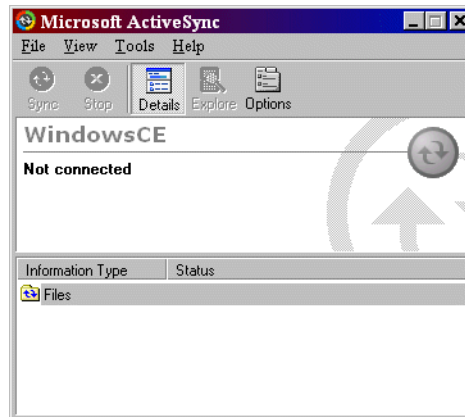 Microsoft ActiveSync
File View Tools Help
Sync Stop Details Explore Options
WindowsCE
Not connected
Information Type Status
Files